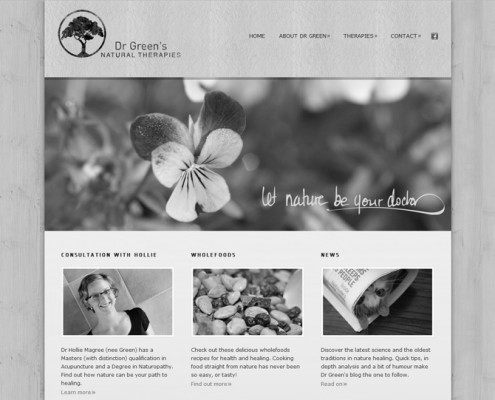 Dr Green's
NATURAL THERAPIES
HOME ABOUT DR GREEN» THERAPIES» CONTACT»
let nature be your doctor
CONSULTATION WITH HOLLIE
Dr Hollie Magree (nee Green) has a
Masters (with distinction) qualification in
Acupuncture and a Degree in Naturopathy.
Find out how nature can be your path to
healing.
Learn more»
WHOLEFOODS
Check out these delicious wholefoods
recipes for health and healing. Cooking
food straight from nature has never been
so easy, or tasty!
Find out more»
NEWS
PEOPLE
Discover the latest science and the oldest
traditions in nature healing. Quick tips, in
depth analysis and a bit of humour make
Dr Green's blog the one to follow.
Read on»